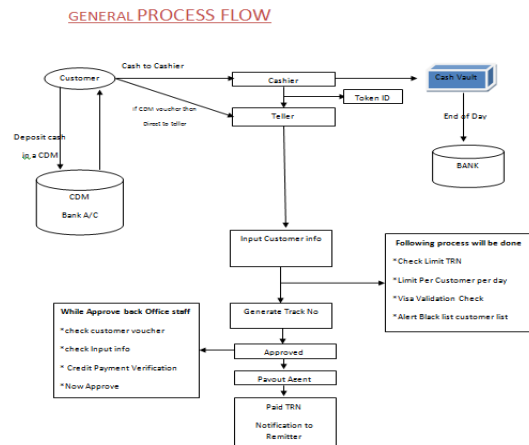 GENERAL PROCESS FLOW
Cash to Cashier
Customer
Cashier
Cash Vault
Token ID
If CDM voucher then
Direct to teller
Teller
End of Day
Deposit cash
in a CDM
CDM
Bank A/C
BANK
Input Customer info
Following process will be done
*Check Limit TRN
*Limit Per Customer per day
*Visa Validation Check
*Alert Black list customer list
While Approve back Office staff
*check customer voucher
*check Input info
* Credit Payment Verification
*Now Approve
Generate Track No
Approved
Payout Agent
Paid TRN
Notification to
Remitter